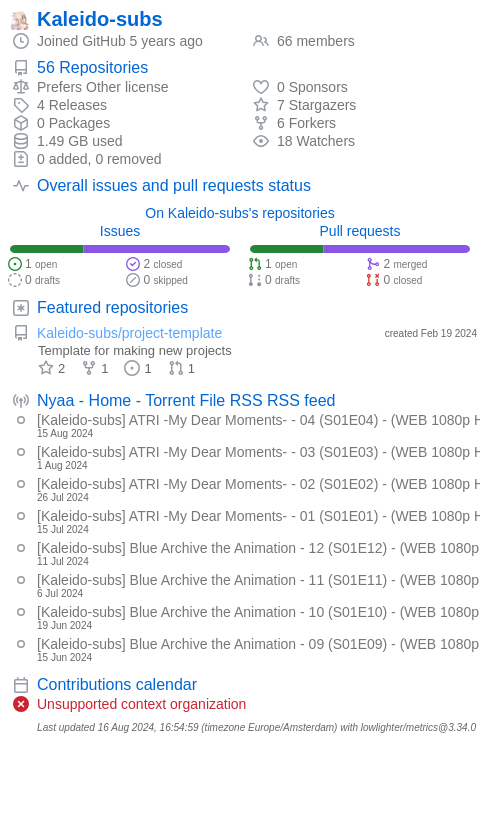 Kaleido-subs
Joined GitHub 5 years ago
66 members
56 Repositories
Prefers Other license
0 Sponsors
4 Releases
7 Stargazers
0 Packages
6 Forkers
1.49 GB used
18 Watchers
0 added, 0 removed
Overall issues and pull requests status
On Kaleido-subs's repositories
Issues
Pull requests
1 open
2 closed
1 open
2 merged
0 drafts
0 skipped
0 drafts
0 closed
Featured repositories
Kaleido-subs/project-template
created Feb 19 2024
Template for making new projects
2 1 1 1
Nyaa - Home - Torrent File RSS RSS feed
[Kaleido-subs] ATRI -My Dear Moments- - 04 (S01E04) - (WEB 1080p H
15 Aug 2024
[Kaleido-subs] ATRI -My Dear Moments- - 03 (S01E03) - (WEB 1080p H
1 Aug 2024
[Kaleido-subs] ATRI -My Dear Moments- - 02 (S01E02) - (WEB 1080p H
26 Jul 2024
[Kaleido-subs] ATRI -My Dear Moments- - 01 (S01E01) - (WEB 1080p H
15 Jul 2024
[Kaleido-subs] Blue Archive the Animation - 12 (S01E12) - (WEB 1080p
11 Jul 2024
[Kaleido-subs] Blue Archive the Animation - 11 (S01E11) - (WEB 1080p
6 Jul 2024
[Kaleido-subs] Blue Archive the Animation - 10 (S01E10) - (WEB 1080p
19 Jun 2024
[Kaleido-subs] Blue Archive the Animation - 09 (S01E09) - (WEB 1080p
15 Jun 2024
Contributions calendar
Unsupported context organization
Last updated 16 Aug 2024, 16:54:59 (timezone Europe/Amsterdam) with lowlighter/metrics@3.34.0